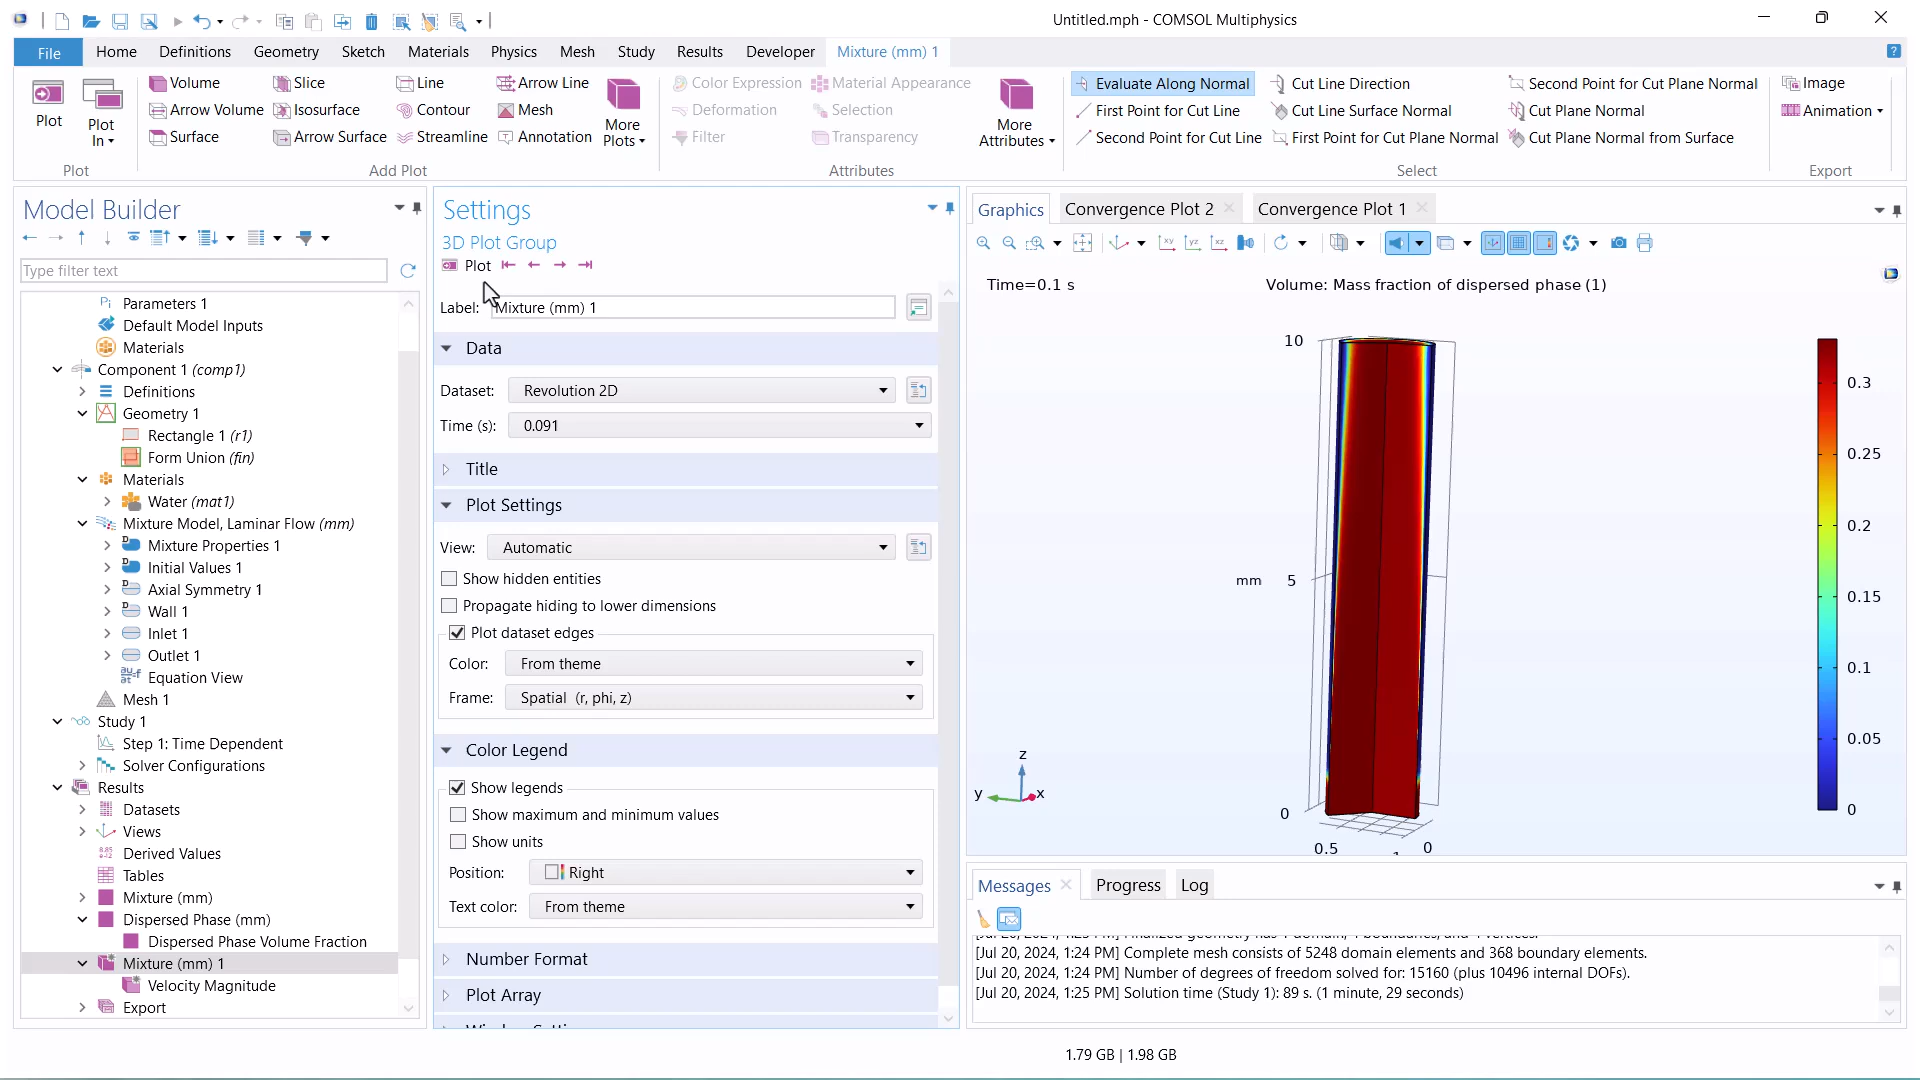 Untitled.mph - COMSOL Multiphysics
File Home Definitions Geometry Sketch Materials Physics Mesh Study Results Developer Mixture (mm) 1
Plot
Plot In
Volume
Arrow Volume
Surface
Slice
Isosurface
Arrow Surface
Line
Contour
Streamline
Arrow Line
Mesh
Annotation
More Plots
Color Expression
Deformation
Filter
Material Appearance
Selection
Transparency
More Attributes
Evaluate Along Normal
First Point for Cut Line
Second Point for Cut Line
Cut Line Direction
Cut Line Surface Normal
First Point for Cut Plane Normal
Second Point for Cut Plane Normal
Cut Plane Normal
Cut Plane Normal from Surface
Image
Animation
Plot Add Plot Attributes Select Export
Model Builder
Type filter text
Pi Parameters 1
Default Model Inputs
Materials
Component 1 (comp1)
Definitions
Geometry 1
Rectangle 1 (r1)
Form Union (fin)
Materials
Water (mat1)
Mixture Model, Laminar Flow (mm)
Mixture Properties 1
Initial Values 1
Axial Symmetry 1
Wall 1
Inlet 1
Outlet 1
Equation View
Mesh 1
Study 1
Step 1: Time Dependent
Solver Configurations
Results
Datasets
Views
Derived Values
Tables
Mixture (mm)
Dispersed Phase (mm)
Dispersed Phase Volume Fraction
Mixture (mm) 1
Velocity Magnitude
Export
Settings
3D Plot Group
Plot
Label: Mixture (mm) 1
Data
Dataset: Revolution 2D
Time (s): 0.091
Title
Plot Settings
View: Automatic
Show hidden entities
Propagate hiding to lower dimensions
Plot dataset edges
Color: From theme
Frame: Spatial (r, phi, z)
Color Legend
Show legends
Show maximum and minimum values
Show units
Position: Right
Text color: From theme
Number Format
Plot Array
Graphics Convergence Plot 2 Convergence Plot 1
Time=0.1 s Volume: Mass fraction of dispersed phase (1)
10
mm 5
0
0.5 0
z
y x
0.3
0.25
0.2
0.15
0.1
0.05
0
Messages Progress Log
[Jul 20, 2024, 1:24 PM] Complete mesh consists of 5248 domain elements and 368 boundary elements.
[Jul 20, 2024, 1:24 PM] Number of degrees of freedom solved for: 15160 (plus 10496 internal DOFs).
[Jul 20, 2024, 1:25 PM] Solution time (Study 1): 89 s. (1 minute, 29 seconds)
1.79 GB | 1.98 GB